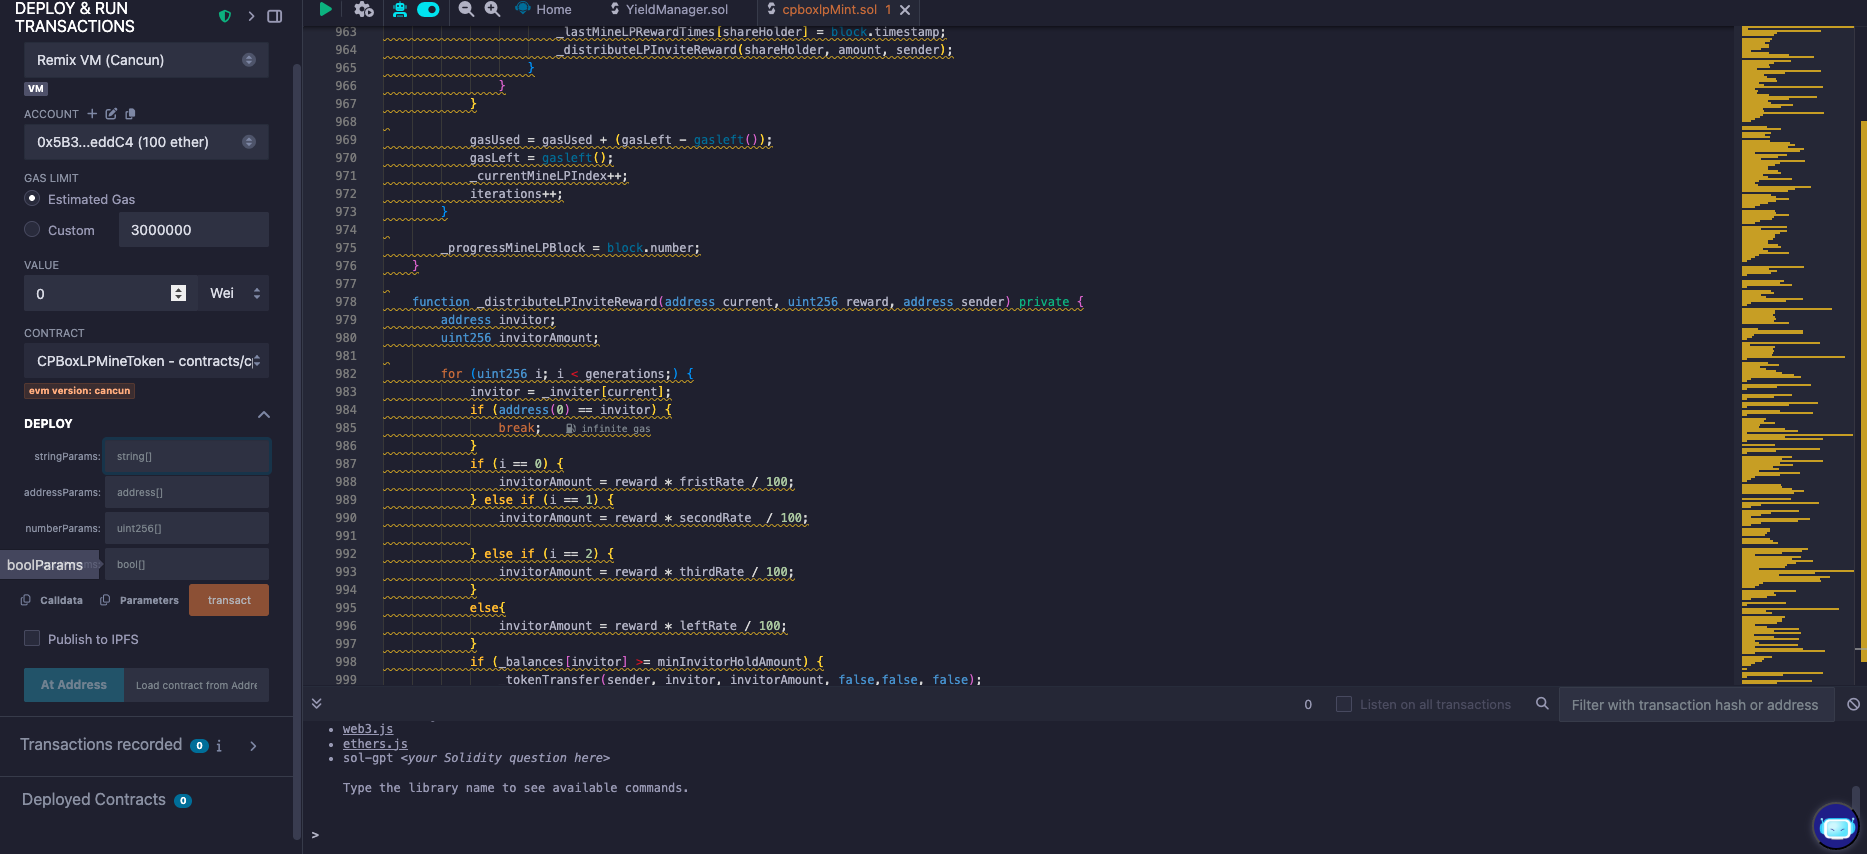 DEPLOY & RUN
TRANSACTIONS
Remix VM (Cancun)
VM
ACCOUNT
0x5B3...eddC4 (100 ether)
GAS LIMIT
Estimated Gas
Custom
3000000
VALUE
0
Wei
CONTRACT
CPBoxLPMineToken - contracts/c
evm version: cancun
DEPLOY
stringParams:
string[]
addressParams:
address[]
numberParams:
uint256[]
boolParams
bool[]
Calldata
Parameters
transact
Publish to IPFS
At Address
Load contract from Addre
Transactions recorded 0 i
Deployed Contracts 0
Home
YieldManager.sol
cpboxlpMint.sol 1
963 _lastMineLPRewardTimes[shareHolder] = block.timestamp;
964 _distributeLPInviteReward(shareHolder, amount, sender);
965 }
966 }
967 }
968
969 gasUsed = gasUsed + (gasLeft - gasleft());
970 gasLeft = gasleft();
971 _currentMineLPIndex++;
972 iterations++;
973 }
974
975 _progressMineLPBlock = block.number;
976 }
977
978 function _distributeLPInviteReward(address current, uint256 reward, address sender) private {
979 address invitor;
980 uint256 invitorAmount;
981
982 for (uint256 i; i < generations;) {
983 invitor = _inviter[current];
984 if (address(0) == invitor) {
985 break; infinite gas
986 }
987 if (i == 0) {
988 invitorAmount = reward * fristRate / 100;
989 } else if (i == 1) {
990 invitorAmount = reward * secondRate  / 100;
991
992 } else if (i == 2) {
993 invitorAmount = reward * thirdRate / 100;
994 }
995 else{
996 invitorAmount = reward * leftRate / 100;
997 }
998 if (_balances[invitor] >= minInvitorHoldAmount) {
999 _tokenTransfer(sender, invitor, invitorAmount, false,false, false);
0
Listen on all transactions
Filter with transaction hash or address
• web3.js
• ethers.js
• sol-gpt <your Solidity question here>
Type the library name to see available commands.
>